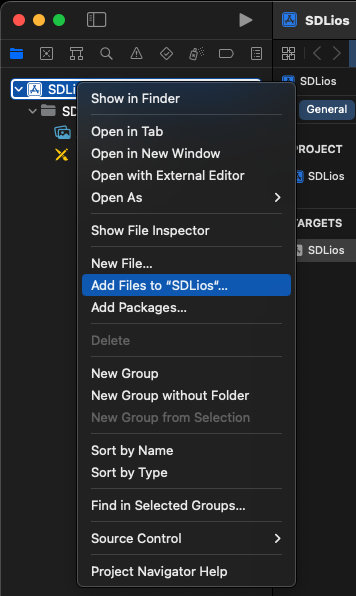 SDLios
SDLi
SDLios
General
Show in Finder
Open in Tab
Open in New Window
Open with External Editor
Open As
Show File Inspector
New File...
Add Files to “SDLios“...
Add Packages...
Delete
New Group
New Group without Folder
New Group from Selection
Sort by Name
Sort by Type
Find in Selected Groups...
Source Control
Project Navigator Help
SD
PROJECT
SDLios
TARGETS
SDLios